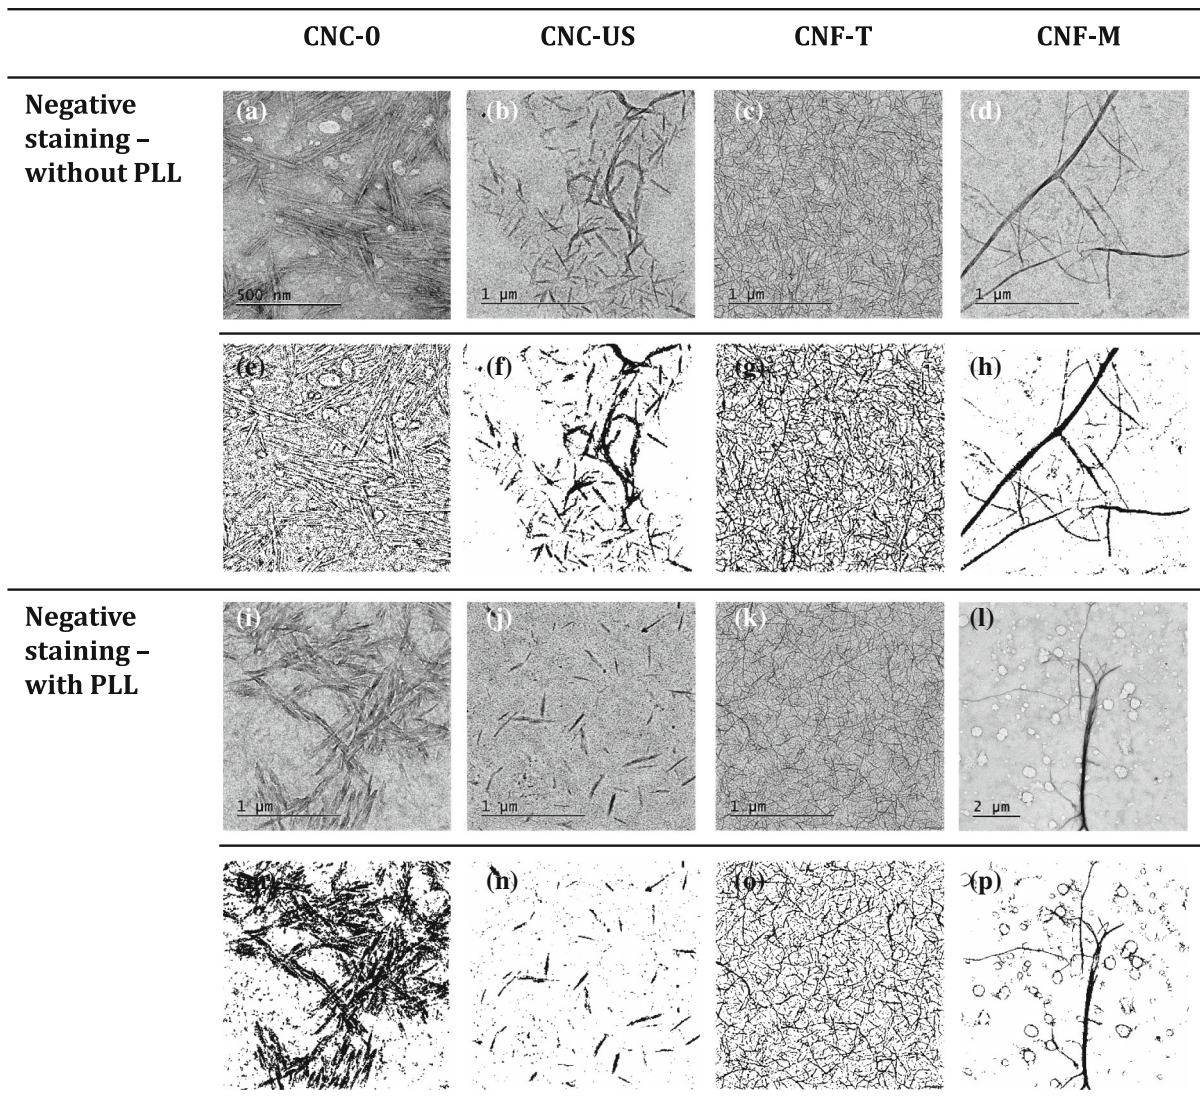 CNC-0 CNC-US CNF-T CNF-M
Negative
staining –
without PLL
(a) (b) (c) (d)
500 nm 1 μm 1 μm 1 μm
(e) (f) (g) (h)
Negative
staining –
with PLL
(i) (j) (k) (l)
1 μm 1 μm 1 μm 2 μm
(n) (o) (p)